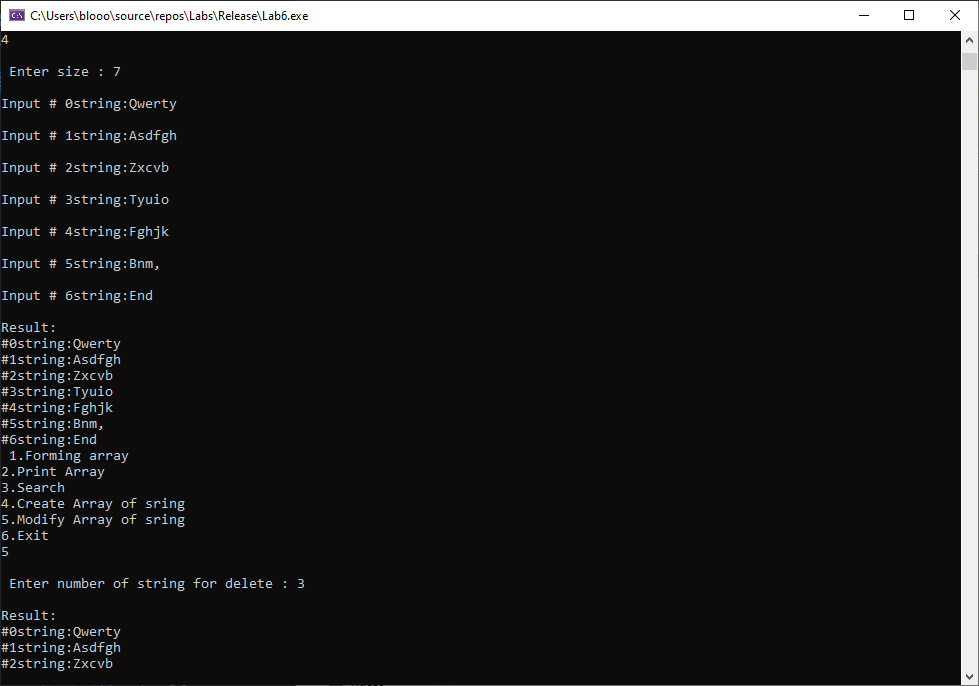 C:\Users\blooo\source\repos\Labs\Release\Lab6.exe
4
Enter size : 7
Input # 0string:Qwerty
Input # 1string:Asdfgh
Input # 2string:Zxcvb
Input # 3string:Tyuio
Input # 4string:Fghjk
Input # 5string:Bnm,
Input # 6string:End
Result:
#0string:Qwerty
#1string:Asdfgh
#2string:Zxcvb
#3string:Tyuio
#4string:Fghjk
#5string:Bnm,
#6string:End
1.Forming array
2.Print Array
3.Search
4.Create Array of sring
5.Modify Array of sring
6.Exit
5
Enter number of string for delete : 3
Result:
#0string:Qwerty
#1string:Asdfgh
#2string:Zxcvb